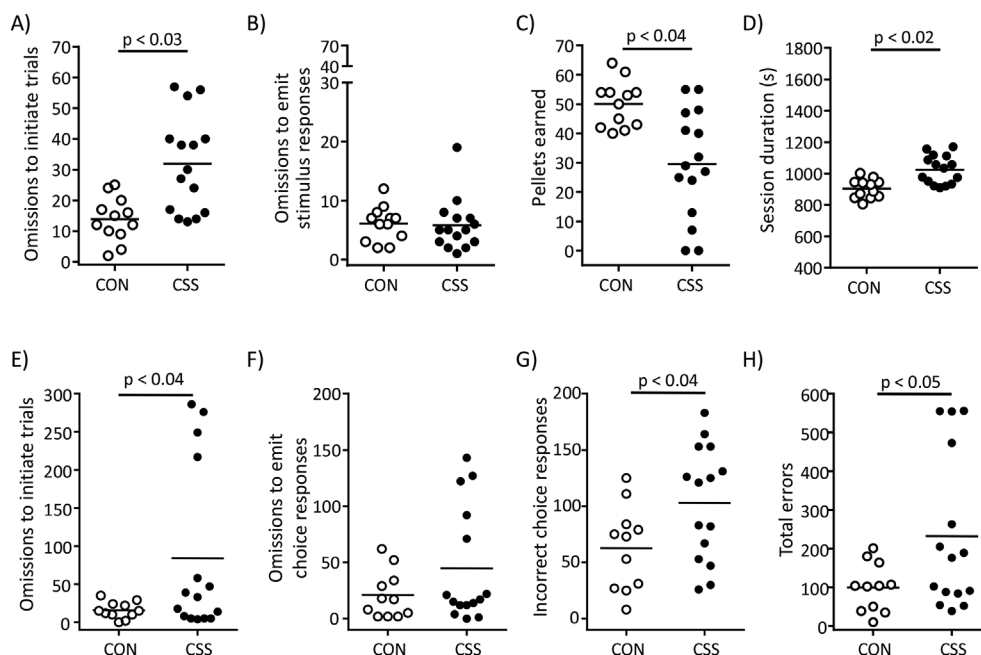 A)
p < 0.03
Omissions to initiate trials
70
60
50
40
30
20
10
0
CON CSS
B)
Omissions to emit
stimulus responses
70
40
30
20
10
0
CON CSS
C)
p < 0.04
Pellets earned
70
60
50
40
30
20
10
0
CON CSS
D)
p < 0.02
Session duration (s)
1800
1600
1400
1200
1000
800
600
400
CON CSS
E)
p < 0.04
Omissions to initiate trials
300
250
200
150
100
50
0
CON CSS
F)
Omissions to emit
choice responses
200
150
100
50
0
CON CSS
G)
p < 0.04
Incorrect choice responses
200
150
100
50
0
CON CSS
H)
p < 0.05
Total errors
600
500
400
300
200
100
0
CON CSS